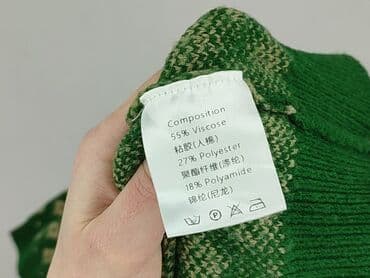 Composition
55% Viscose
粘胶(人棉)
27% Polyester
聚酯纤维(涤纶)
18% Polyamide
锦纶(尼龙)